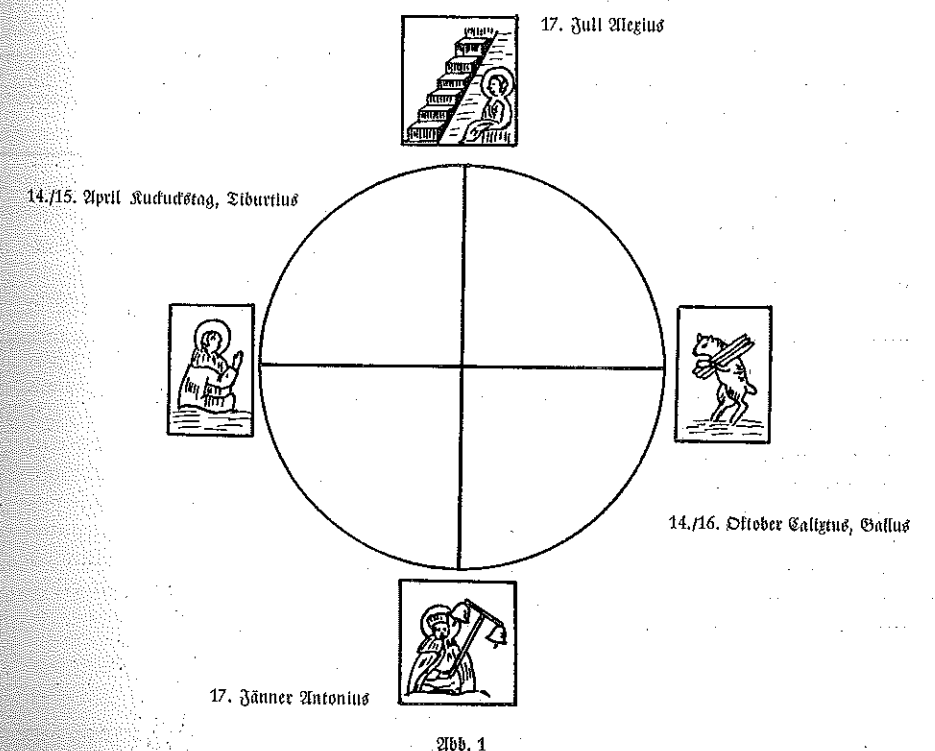 17. Juli Alexius
14./15. April Kuckuckstag, Tiburtius
14./16. Oktober Calixtus, Gallus
17. Jänner Antonius
Abb. 1